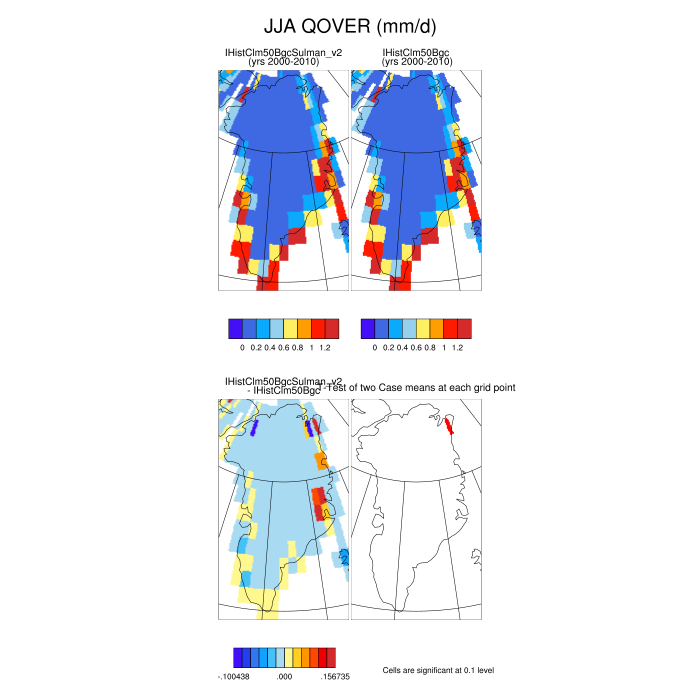 JJA QOVER (mm/d)
IHistClm50BgcSulman_v2
(yrs 2000-2010)
IHistClm50Bgc
(yrs 2000-2010)
0 0.2 0.4 0.6 0.8 1 1.2
0 0.2 0.4 0.6 0.8 1 1.2
IHistClm50BgcSulman_v2
- IHistClm50Bgc
-Test of two Case means at each grid point
-.100438 .000 .156735
Cells are significant at 0.1 level